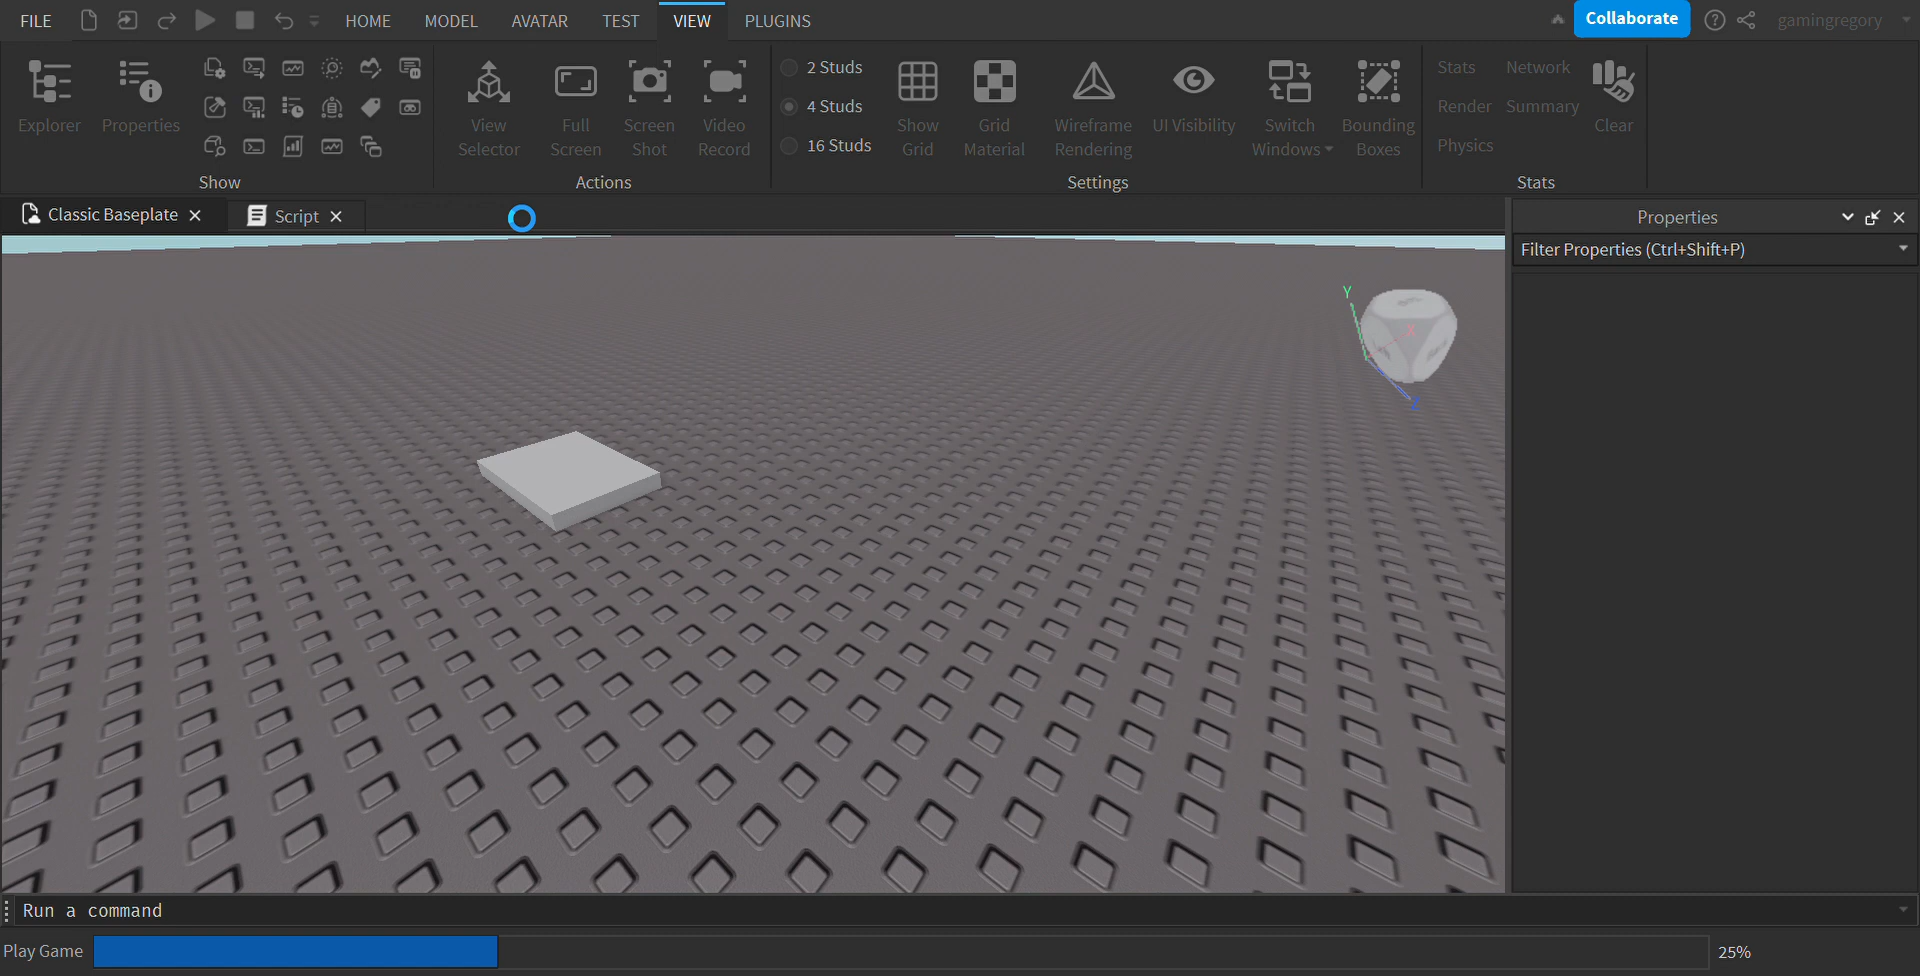 FILE HOME MODEL AVATAR TEST VIEW PLUGINS Collaborate gamingregory
Explorer Properties
Show
View Selector
Full Screen
Screen Shot
Video Record
Actions
2 Studs
4 Studs
16 Studs
Show Grid
Grid Material
Wireframe Rendering
UI Visibility
Switch Windows
Bounding Boxes
Settings
Stats Network
Render Summary
Physics
Clear
Stats
Classic Baseplate
Script
Properties
Filter Properties (Ctrl+Shift+P)
Y
X
Z
Run a command
Play Game 25%